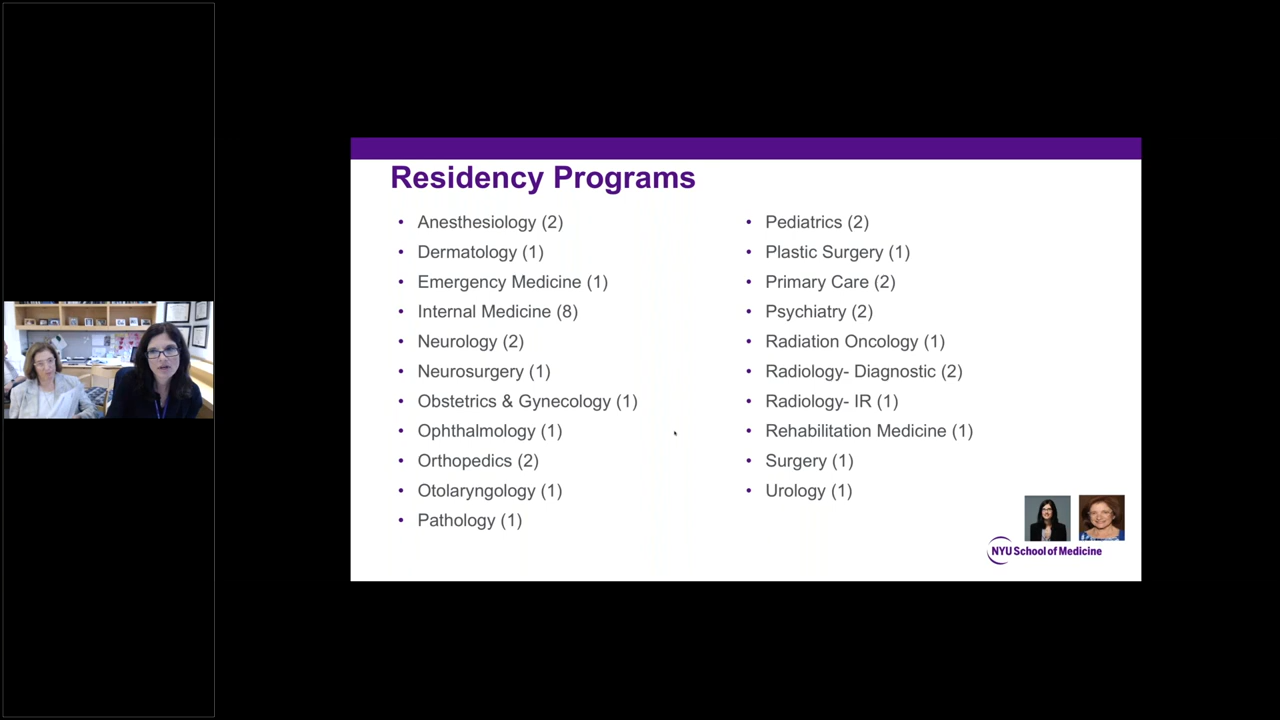 Residency Programs
• Anesthesiology (2)
• Dermatology (1)
• Emergency Medicine (1)
• Internal Medicine (8)
• Neurology (2)
• Neurosurgery (1)
• Obstetrics & Gynecology (1)
• Ophthalmology (1)
• Orthopedics (2)
• Otolaryngology (1)
• Pathology (1)
• Pediatrics (2)
• Plastic Surgery (1)
• Primary Care (2)
• Psychiatry (2)
• Radiation Oncology (1)
• Radiology- Diagnostic (2)
• Radiology- IR (1)
• Rehabilitation Medicine (1)
• Surgery (1)
• Urology (1)
NYU School of Medicine